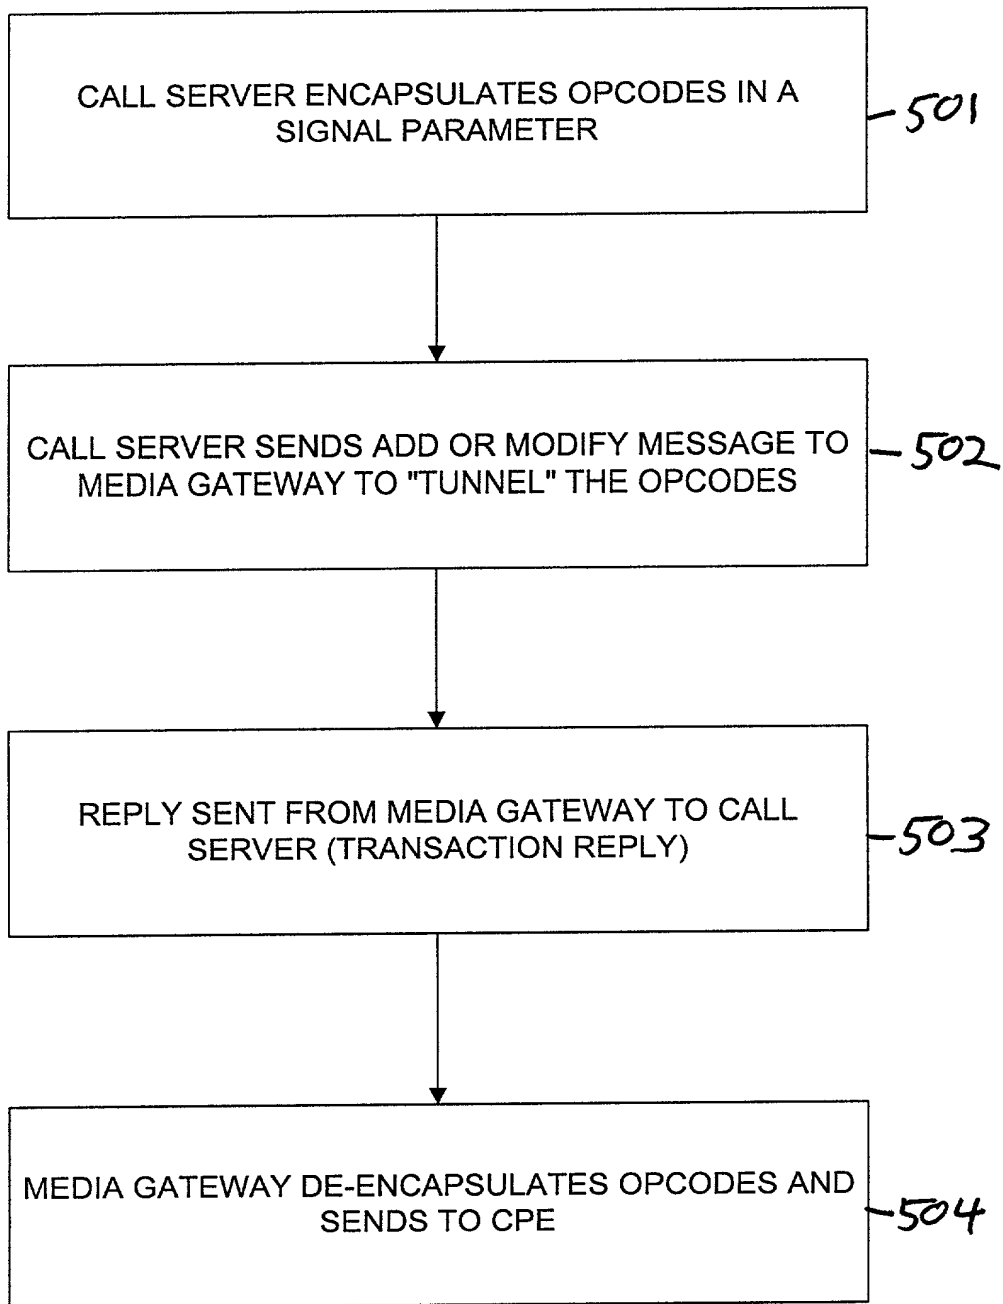 CALL SERVER ENCAPSULATES OPCODES IN A
SIGNAL PARAMETER
501
CALL SERVER SENDS ADD OR MODIFY MESSAGE TO
MEDIA GATEWAY TO "TUNNEL" THE OPCODES
502
REPLY SENT FROM MEDIA GATEWAY TO CALL
SERVER (TRANSACTION REPLY)
503
MEDIA GATEWAY DE-ENCAPSULATES OPCODES AND
SENDS TO CPE
504